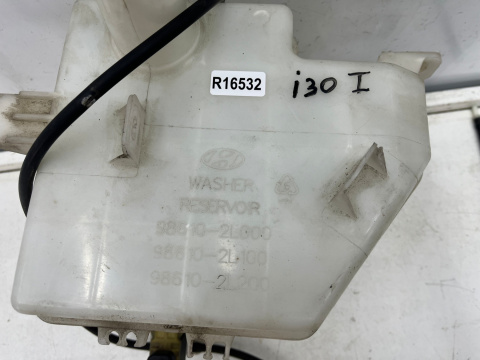 R16532
i30 I
WASHER
RESERVOIR
98610-2L000
98610-2L100
98610-2L200